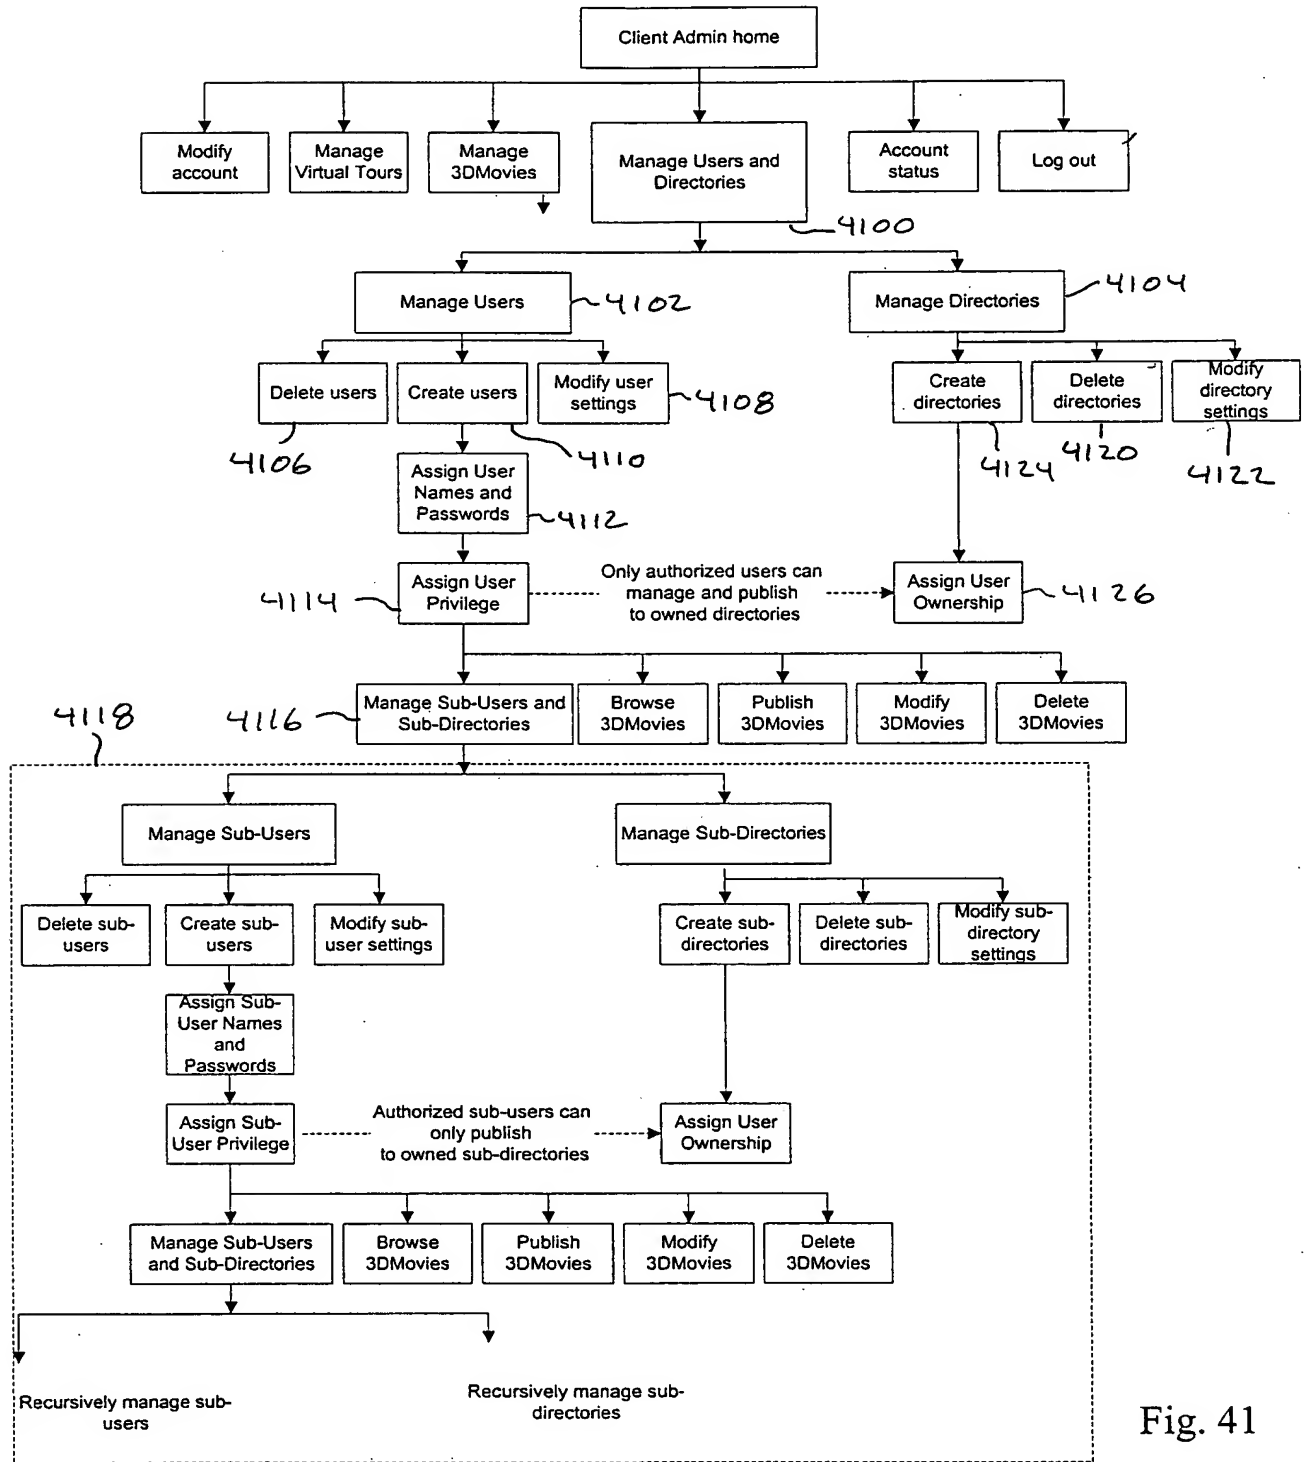 Client Admin home
Modify
account
Manage
Virtual Tours
Manage
3DMovies
Manage Users and
Directories
Account
status
Log out
4100
Manage Users
4102
Manage Directories
4104
Delete users
Create users
Modify user
settings
4108
Create
directories
Delete
directories
Modify
directory
settings
4106
4110
4124
4120
4122
Assign User
Names and
Passwords
4112
4114
Assign User
Privilege
Only authorized users can
manage and publish
to owned directories
Assign User
Ownership
4126
4118
4116
Manage Sub-Users and
Sub-Directories
Browse
3DMovies
Publish
3DMovies
Modify
3DMovies
Delete
3DMovies
Manage Sub-Users
Manage Sub-Directories
Delete sub-
users
Create sub-
users
Modify sub-
user settings
Create sub-
directories
Delete sub-
directories
Modify sub-
directory
settings
Assign Sub-
User Names
and
Passwords
Assign Sub-
User Privilege
Authorized sub-users can
only publish
to owned sub-directories
Assign User
Ownership
Manage Sub-Users
and Sub-Directories
Browse
3DMovies
Publish
3DMovies
Modify
3DMovies
Delete
3DMovies
Recursively manage sub-
users
Recursively manage sub-
directories
Fig. 41